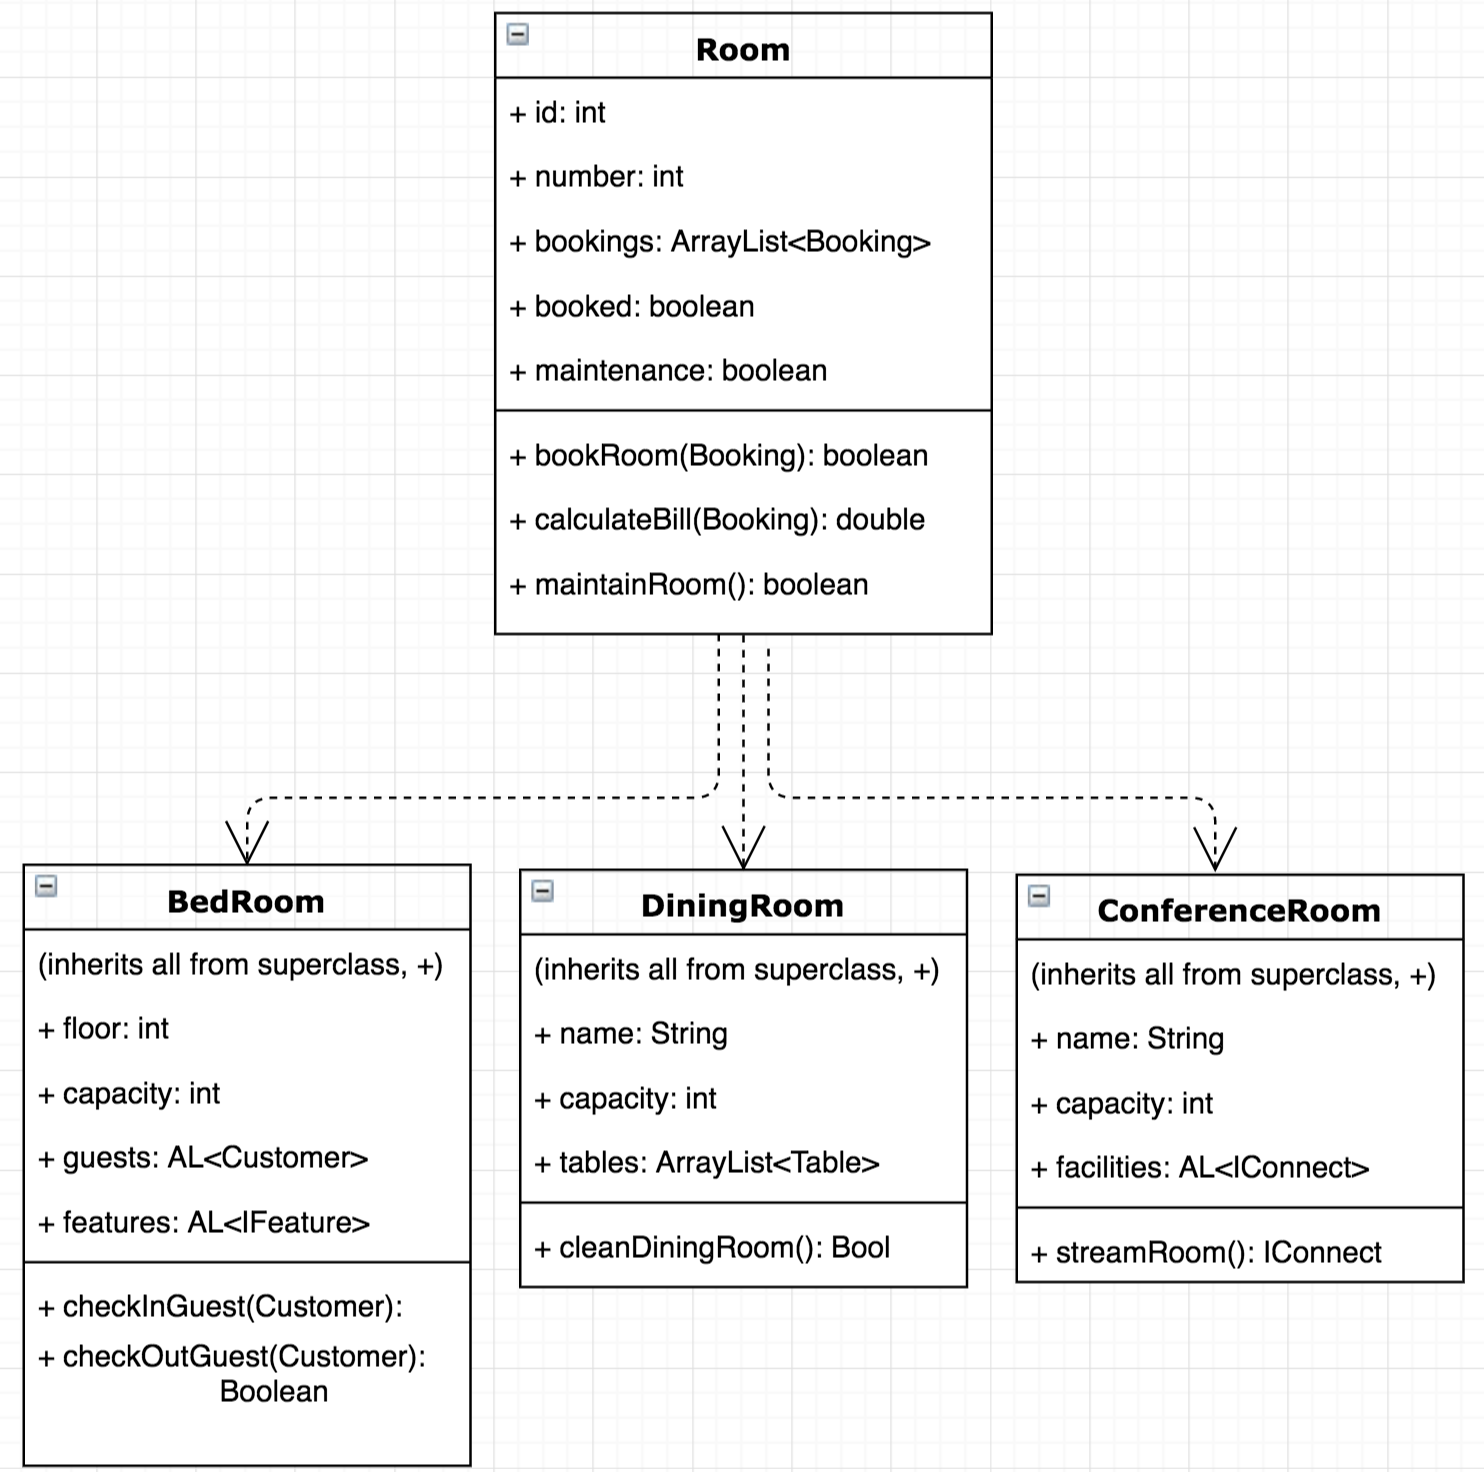 Room
+ id: int
+ number: int
+ bookings: ArrayList<Booking>
+ booked: boolean
+ maintenance: boolean
+ bookRoom(Booking): boolean
+ calculateBill(Booking): double
+ maintainRoom(): boolean
BedRoom
(inherits all from superclass, +)
+ floor: int
+ capacity: int
+ guests: AL<Customer>
+ features: AL<IFeature>
+ checkInGuest(Customer):
+ checkOutGuest(Customer):
Boolean
DiningRoom
(inherits all from superclass, +)
+ name: String
+ capacity: int
+ tables: ArrayList<Table>
+ cleanDiningRoom(): Bool
ConferenceRoom
(inherits all from superclass, +)
+ name: String
+ capacity: int
+ facilities: AL<IConnect>
+ streamRoom(): IConnect